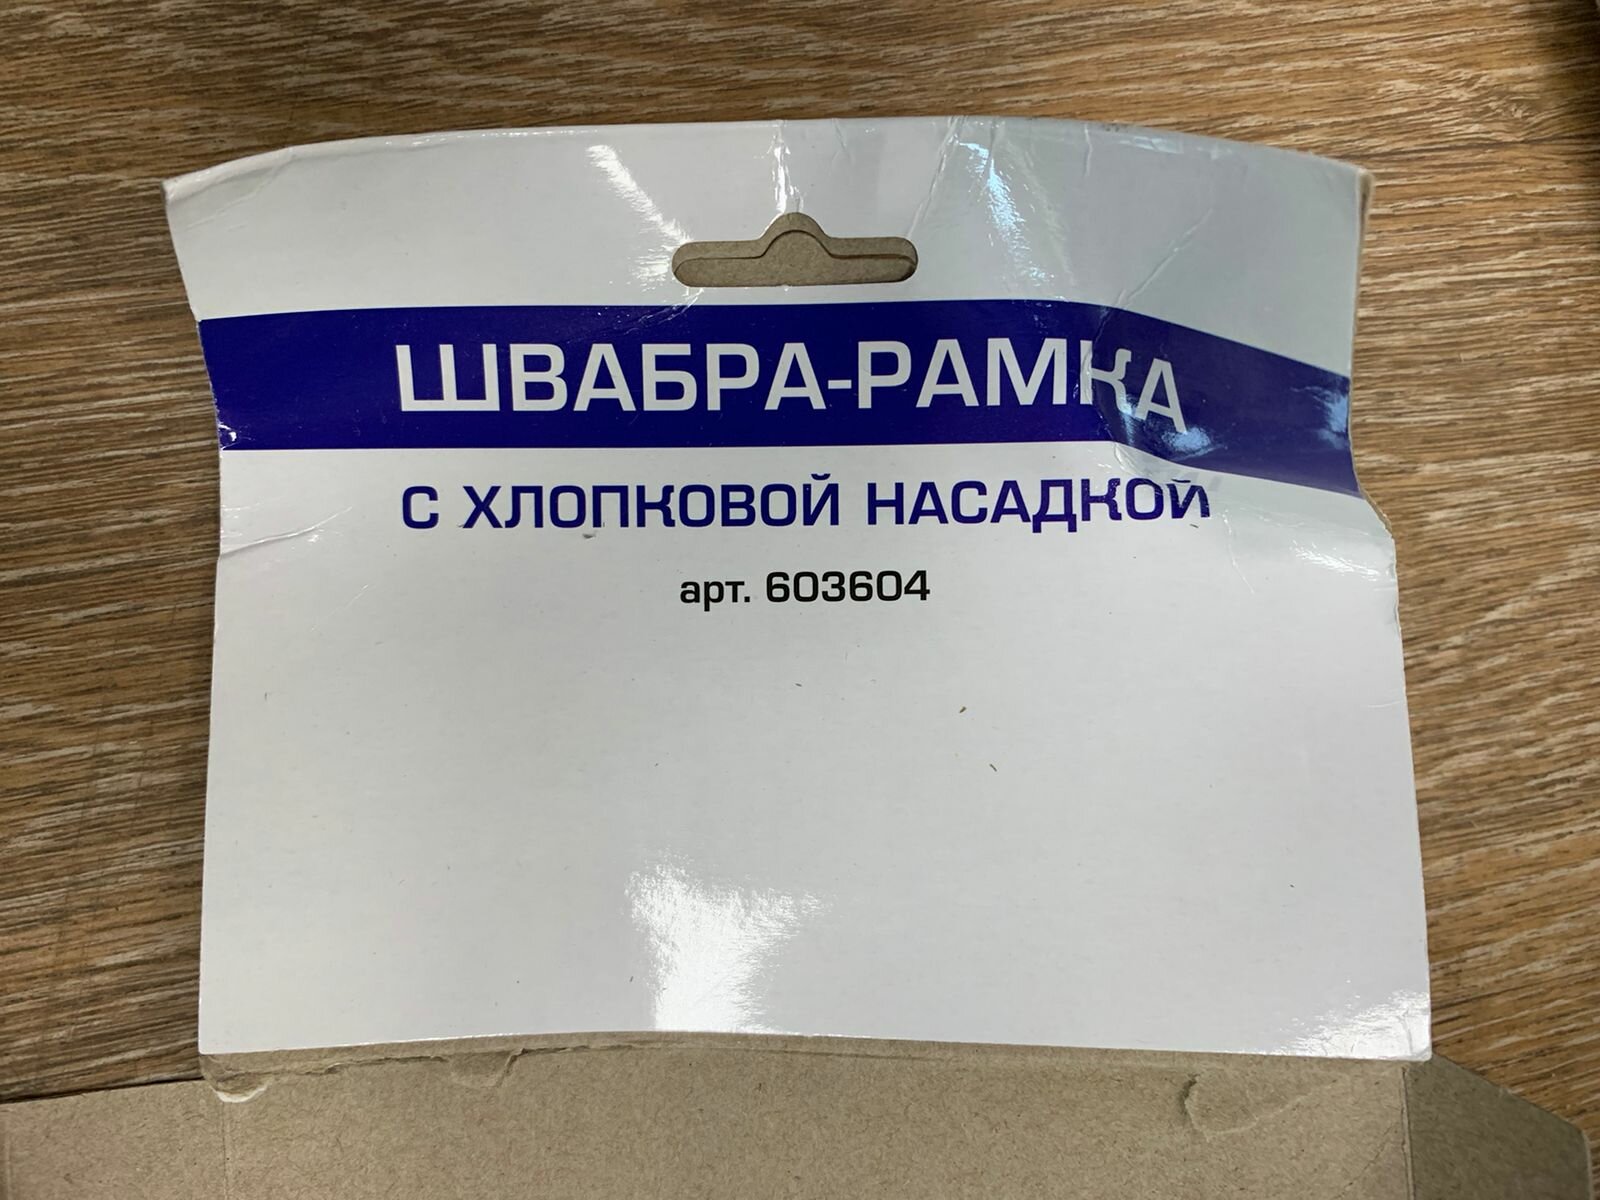 ШВАБРА-РАМКА
С ХЛОПКОВОЙ НАСАДКОЙ
арт. 603604